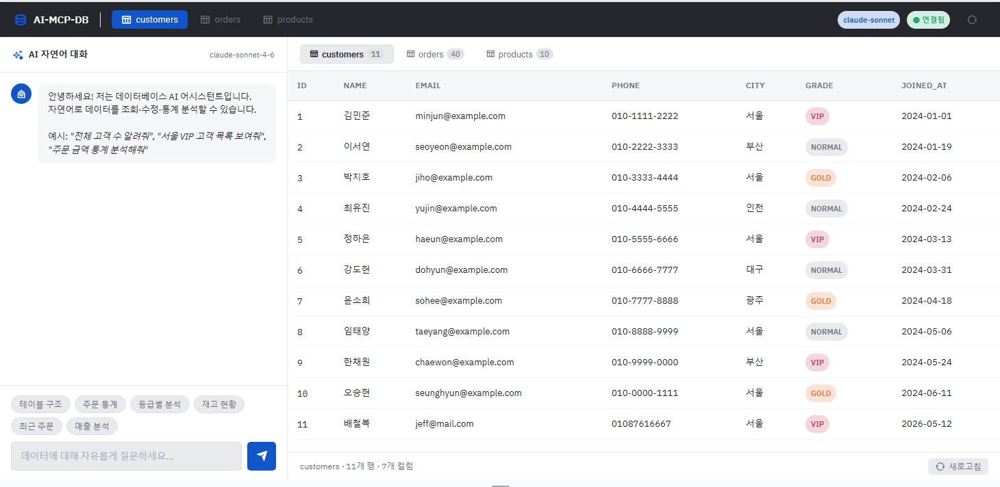 AI-MCP-DB
customers
orders
products
claude-sonnet
연결됨
AI 자연어 대화
claude-sonnet-4-6
안녕하세요! 저는 데이터베이스 AI 어시스턴트입니다.
자연어로 데이터를 조회·수정·통계 분석할 수 있습니다.
예시: "전체 고객 수 알려줘", "서울 VIP 고객 목록 보여줘",
"주문 금액 통계 분석해줘"
테이블 구조 주문 통계 등급별 분석 재고 현황
최근 주문 매출 분석
데이터에 대해 자유롭게 질문하세요...
customers 11 orders 40 products 10
ID NAME EMAIL PHONE CITY GRADE JOINED_AT
1 김민준 minjun@example.com 010-1111-2222 서울 VIP 2024-01-01
2 이서연 seoyeon@example.com 010-2222-3333 부산 NORMAL 2024-01-19
3 박지호 jiho@example.com 010-3333-4444 서울 GOLD 2024-02-06
4 최유진 yujin@example.com 010-4444-5555 인천 NORMAL 2024-02-24
5 정하은 haeun@example.com 010-5555-6666 서울 VIP 2024-03-13
6 강도현 dohyun@example.com 010-6666-7777 대구 NORMAL 2024-03-31
7 윤소희 sohee@example.com 010-7777-8888 광주 GOLD 2024-04-18
8 임태양 taeyang@example.com 010-8888-9999 서울 NORMAL 2024-05-06
9 한채원 chaewon@example.com 010-9999-0000 부산 VIP 2024-05-24
10 오승현 seunghyun@example.com 010-0000-1111 서울 GOLD 2024-06-11
11 배철복 jeff@mail.com 01087616667 서울 VIP 2026-05-12
customers · 11개 행 · 7개 컬럼
새로고침